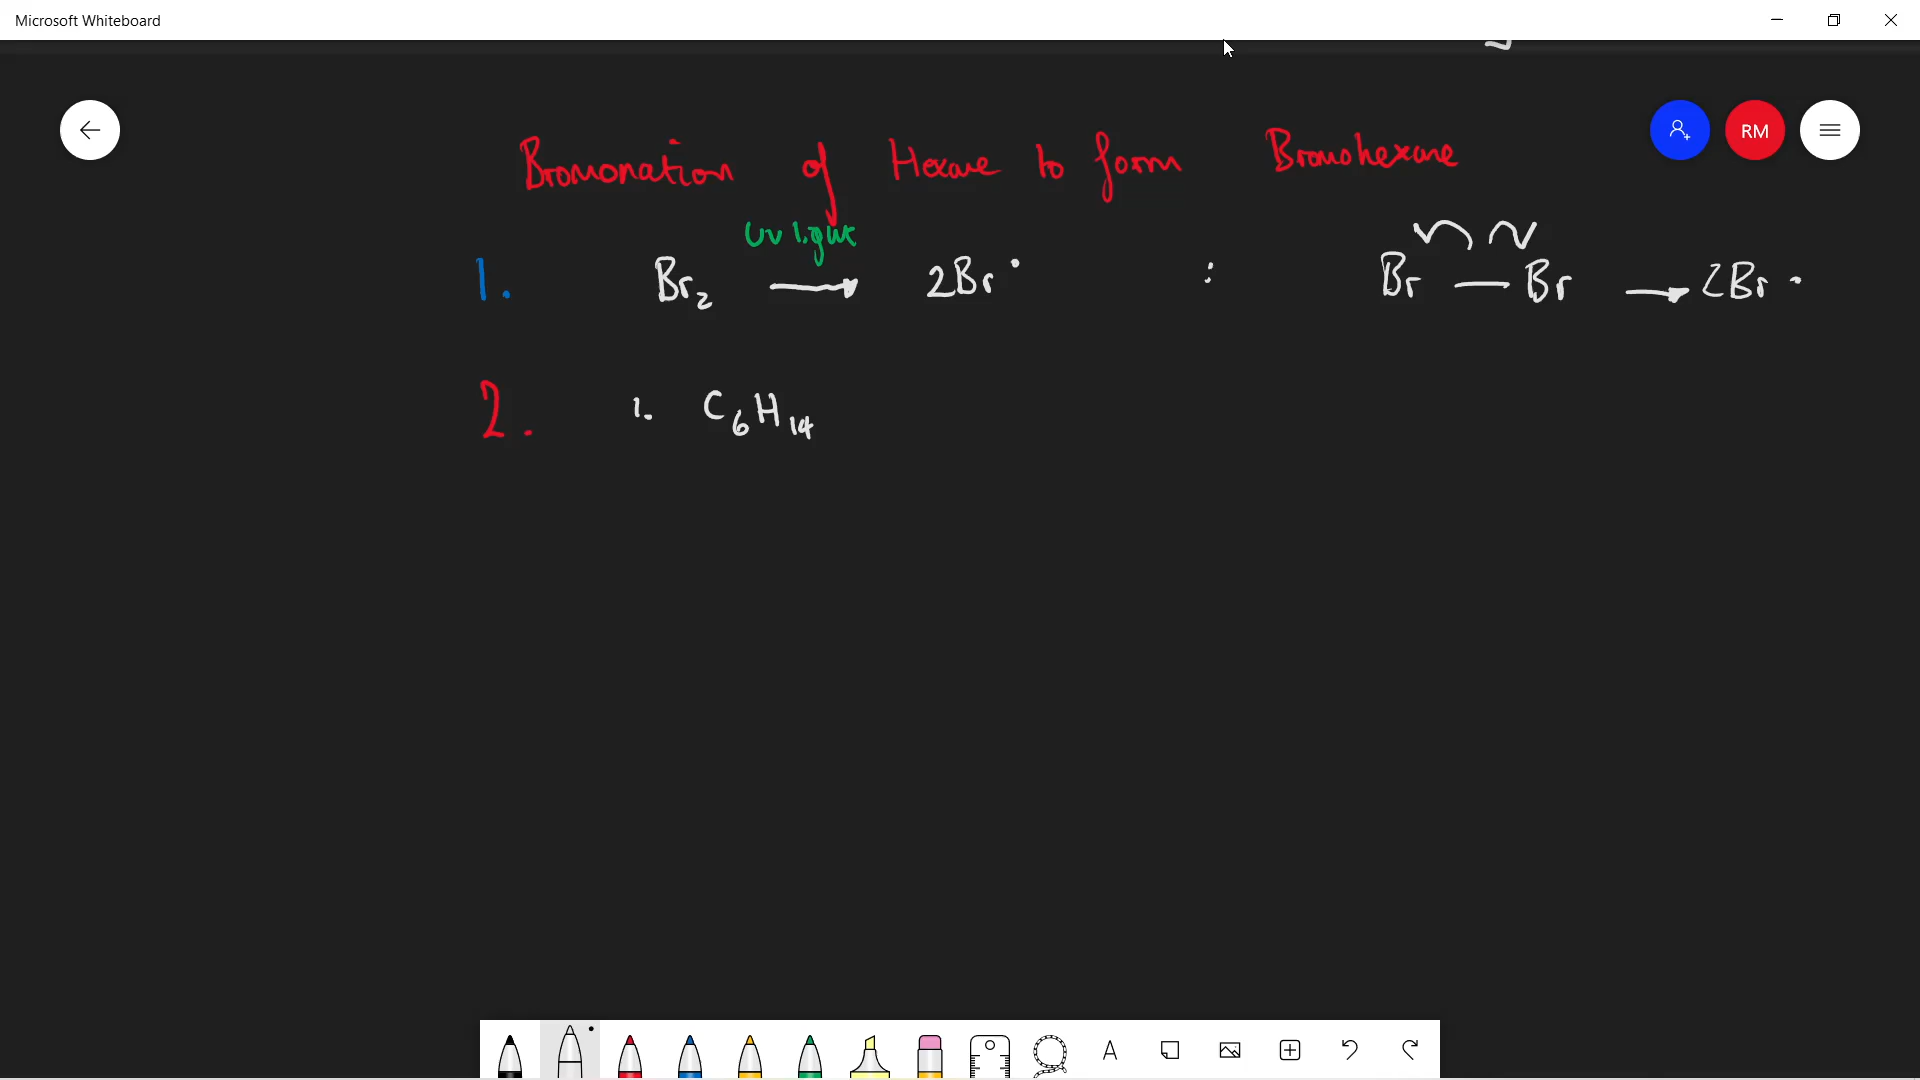 Microsoft Whiteboard
RM
Bromonation of Hexane to form Bromohexane
UV light
1. Br₂ ⟶ 2Br• : Br — Br ⟶ 2Br•
2. 1. C₆H₁₄
A